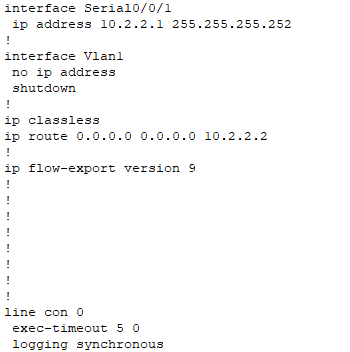 interface Serial0/0/1
 ip address 10.2.2.1 255.255.255.252
!
interface Vlan1
 no ip address
 shutdown
!
ip classless
ip route 0.0.0.0 0.0.0.0 10.2.2.2
!
ip flow-export version 9
!
!
!
!
!
!
!
!
line con 0
 exec-timeout 5 0
 logging synchronous